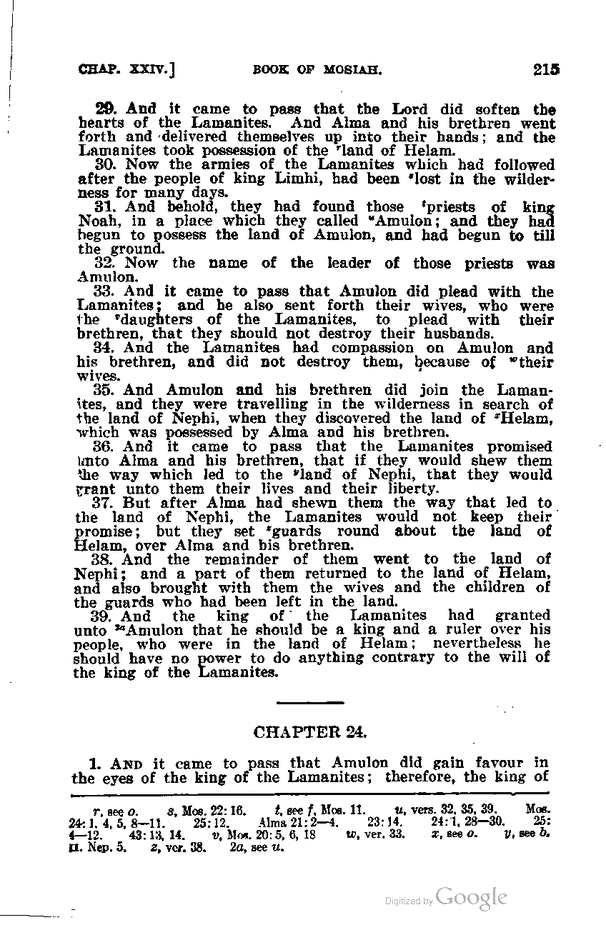 CHAP. XXIV.] BOOK OF MOSIAH. 215
29. And it came to pass that the Lord did soften the
hearts of the Lamanites. And Alma and his brethren went
forth and delivered themselves up into their hands; and the
Lamanites took possession of the ʳland of Helam.
30. Now the armies of the Lamanites which had followed
after the people of king Limhi, had been ˢlost in the wilder-
ness for many days.
31. And behold, they had found those ᵗpriests of king
Noah, in a place which they called ᵘAmulon; and they had
begun to possess the land of Amulon, and had begun to till
the ground.
32. Now the name of the leader of those priests was
Amulon.
33. And it came to pass that Amulon did plead with the
Lamanites; and he also sent forth their wives, who were
the ᵛdaughters of the Lamanites, to plead with their
brethren, that they should not destroy their husbands.
34. And the Lamanites had compassion on Amulon and
his brethren, and did not destroy them, because of ʷtheir
wives.
35. And Amulon and his brethren did join the Laman-
ites, and they were travelling in the wilderness in search of
the land of Nephi, when they discovered the land of ˣHelam,
which was possessed by Alma and his brethren.
36. And it came to pass that the Lamanites promised
unto Alma and his brethren, that if they would shew them
the way which led to the ʸland of Nephi, that they would
grant unto them their lives and their liberty.
37. But after Alma had shewn them the way that led to
the land of Nephi, the Lamanites would not keep their
promise; but they set ᶻguards round about the land of
Helam, over Alma and his brethren.
38. And the remainder of them went to the land of
Nephi; and a part of them returned to the land of Helam,
and also brought with them the wives and the children of
the guards who had been left in the land.
39. And the king of the Lamanites had granted
unto ²ᵃAmulon that he should be a king and a ruler over his
people, who were in the land of Helam; nevertheless he
should have no power to do anything contrary to the will of
the king of the Lamanites.
CHAPTER 24.
1. AND it came to pass that Amulon did gain favour in
the eyes of the king of the Lamanites; therefore, the king of
r, see o. s, Mos. 22:16. t, see f, Mos. 11. u, vers. 32, 35, 39. Mos.
24:1, 4, 5, 8—11. 25:12. Alma 21:2—4. 23:14. 24:1, 28—30. 25:
4—12. 43:13, 14. v, Mos. 20:5, 6, 18 w, ver. 33. x, see o. y, see b.
II. Nep. 5. z, ver. 38. 2a, see u.
Digitized by Google